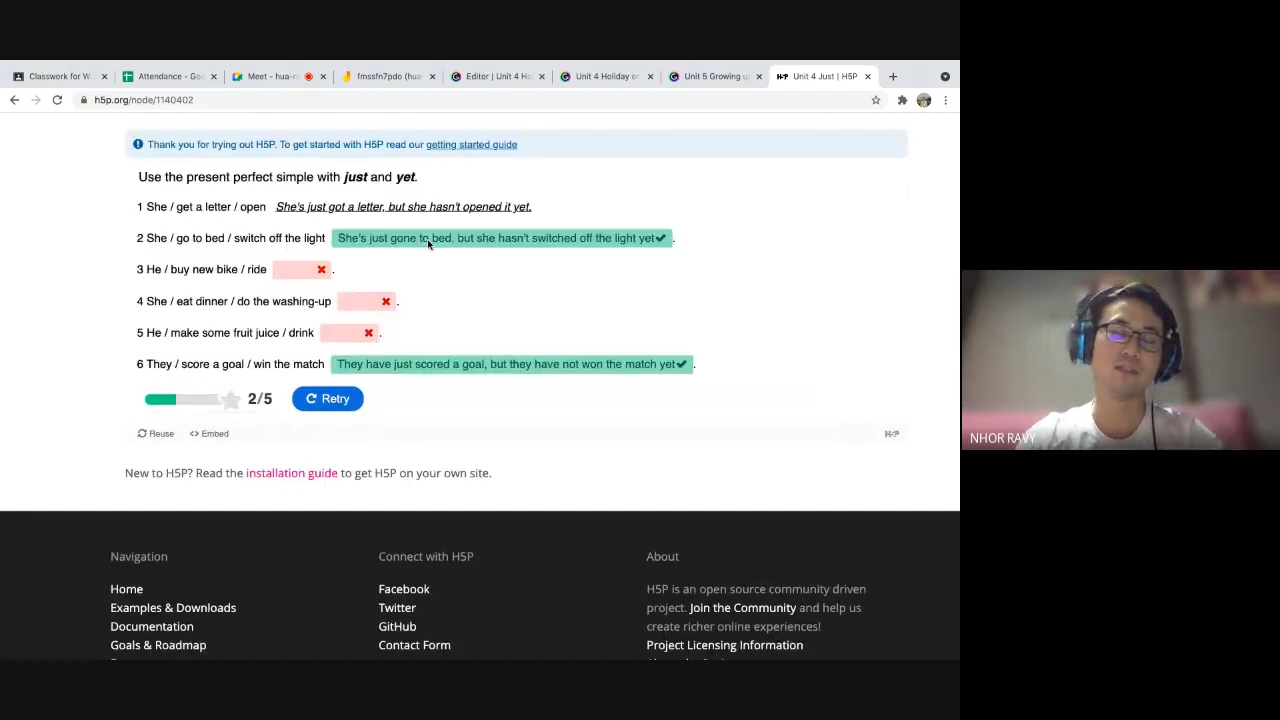 Classwork for W
Attendance - Goo
Meet - hua-n
fmssfn7pdo (hua
Editor | Unit 4 Ho
Unit 4 Holiday or
Unit 5 Growing u
H5P Unit 4 Just | H5P
h5p.org/node/1140402
Thank you for trying out H5P. To get started with H5P read our getting started guide
Use the present perfect simple with just and yet.
1 She / get a letter / open She's just got a letter, but she hasn't opened it yet.
2 She / go to bed / switch off the light She's just gone to bed, but she hasn't switched off the light yet.
3 He / buy new bike / ride .
4 She / eat dinner / do the washing-up .
5 He / make some fruit juice / drink .
6 They / score a goal / win the match They have just scored a goal, but they have not won the match yet.
2/5 Retry
Reuse <> Embed H5P
New to H5P? Read the installation guide to get H5P on your own site.
NHOR RAVY
Navigation
Home
Examples & Downloads
Documentation
Goals & Roadmap
Connect with H5P
Facebook
Twitter
GitHub
Contact Form
About
H5P is an open source community driven
project. Join the Community and help us
create richer online experiences!
Project Licensing Information